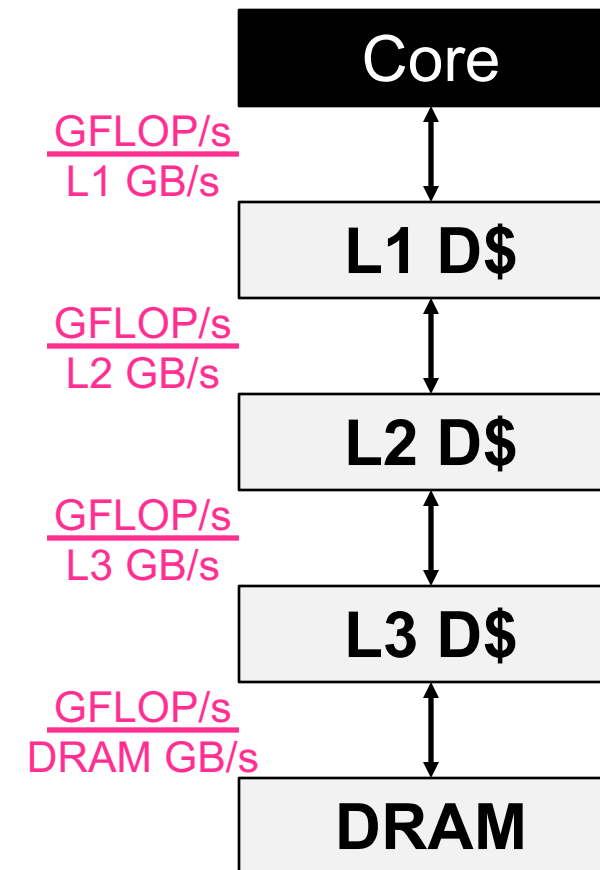 Core
GFLOP/s
L1 GB/s
L1 D$
GFLOP/s
L2 GB/s
L2 D$
GFLOP/s
L3 GB/s
L3 D$
GFLOP/s
DRAM GB/s
DRAM